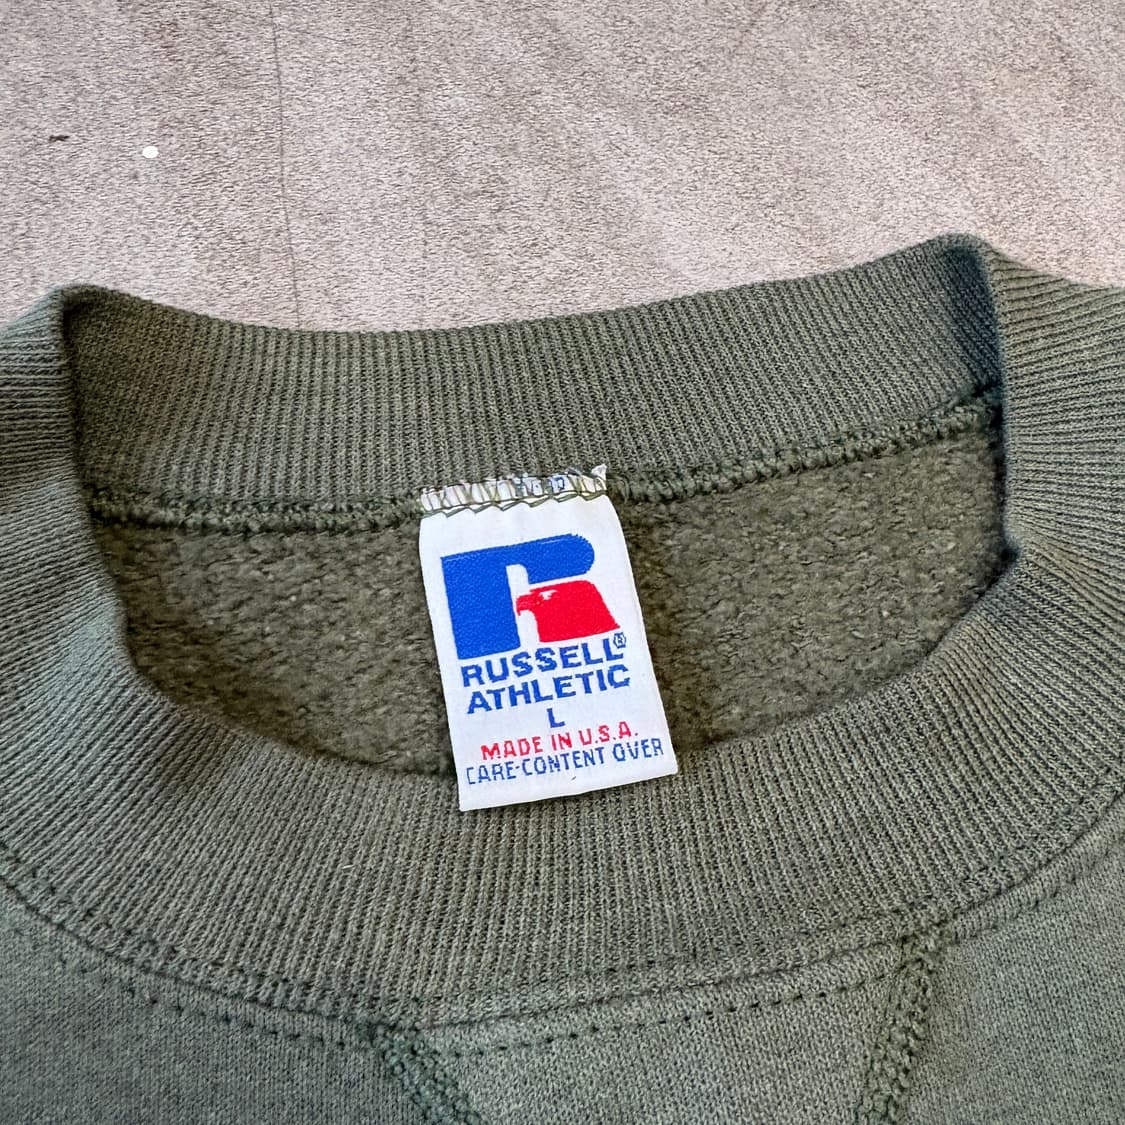 R
RUSSELL®
ATHLETIC
L
MADE IN U.S.A.
CARE-CONTENT OVER